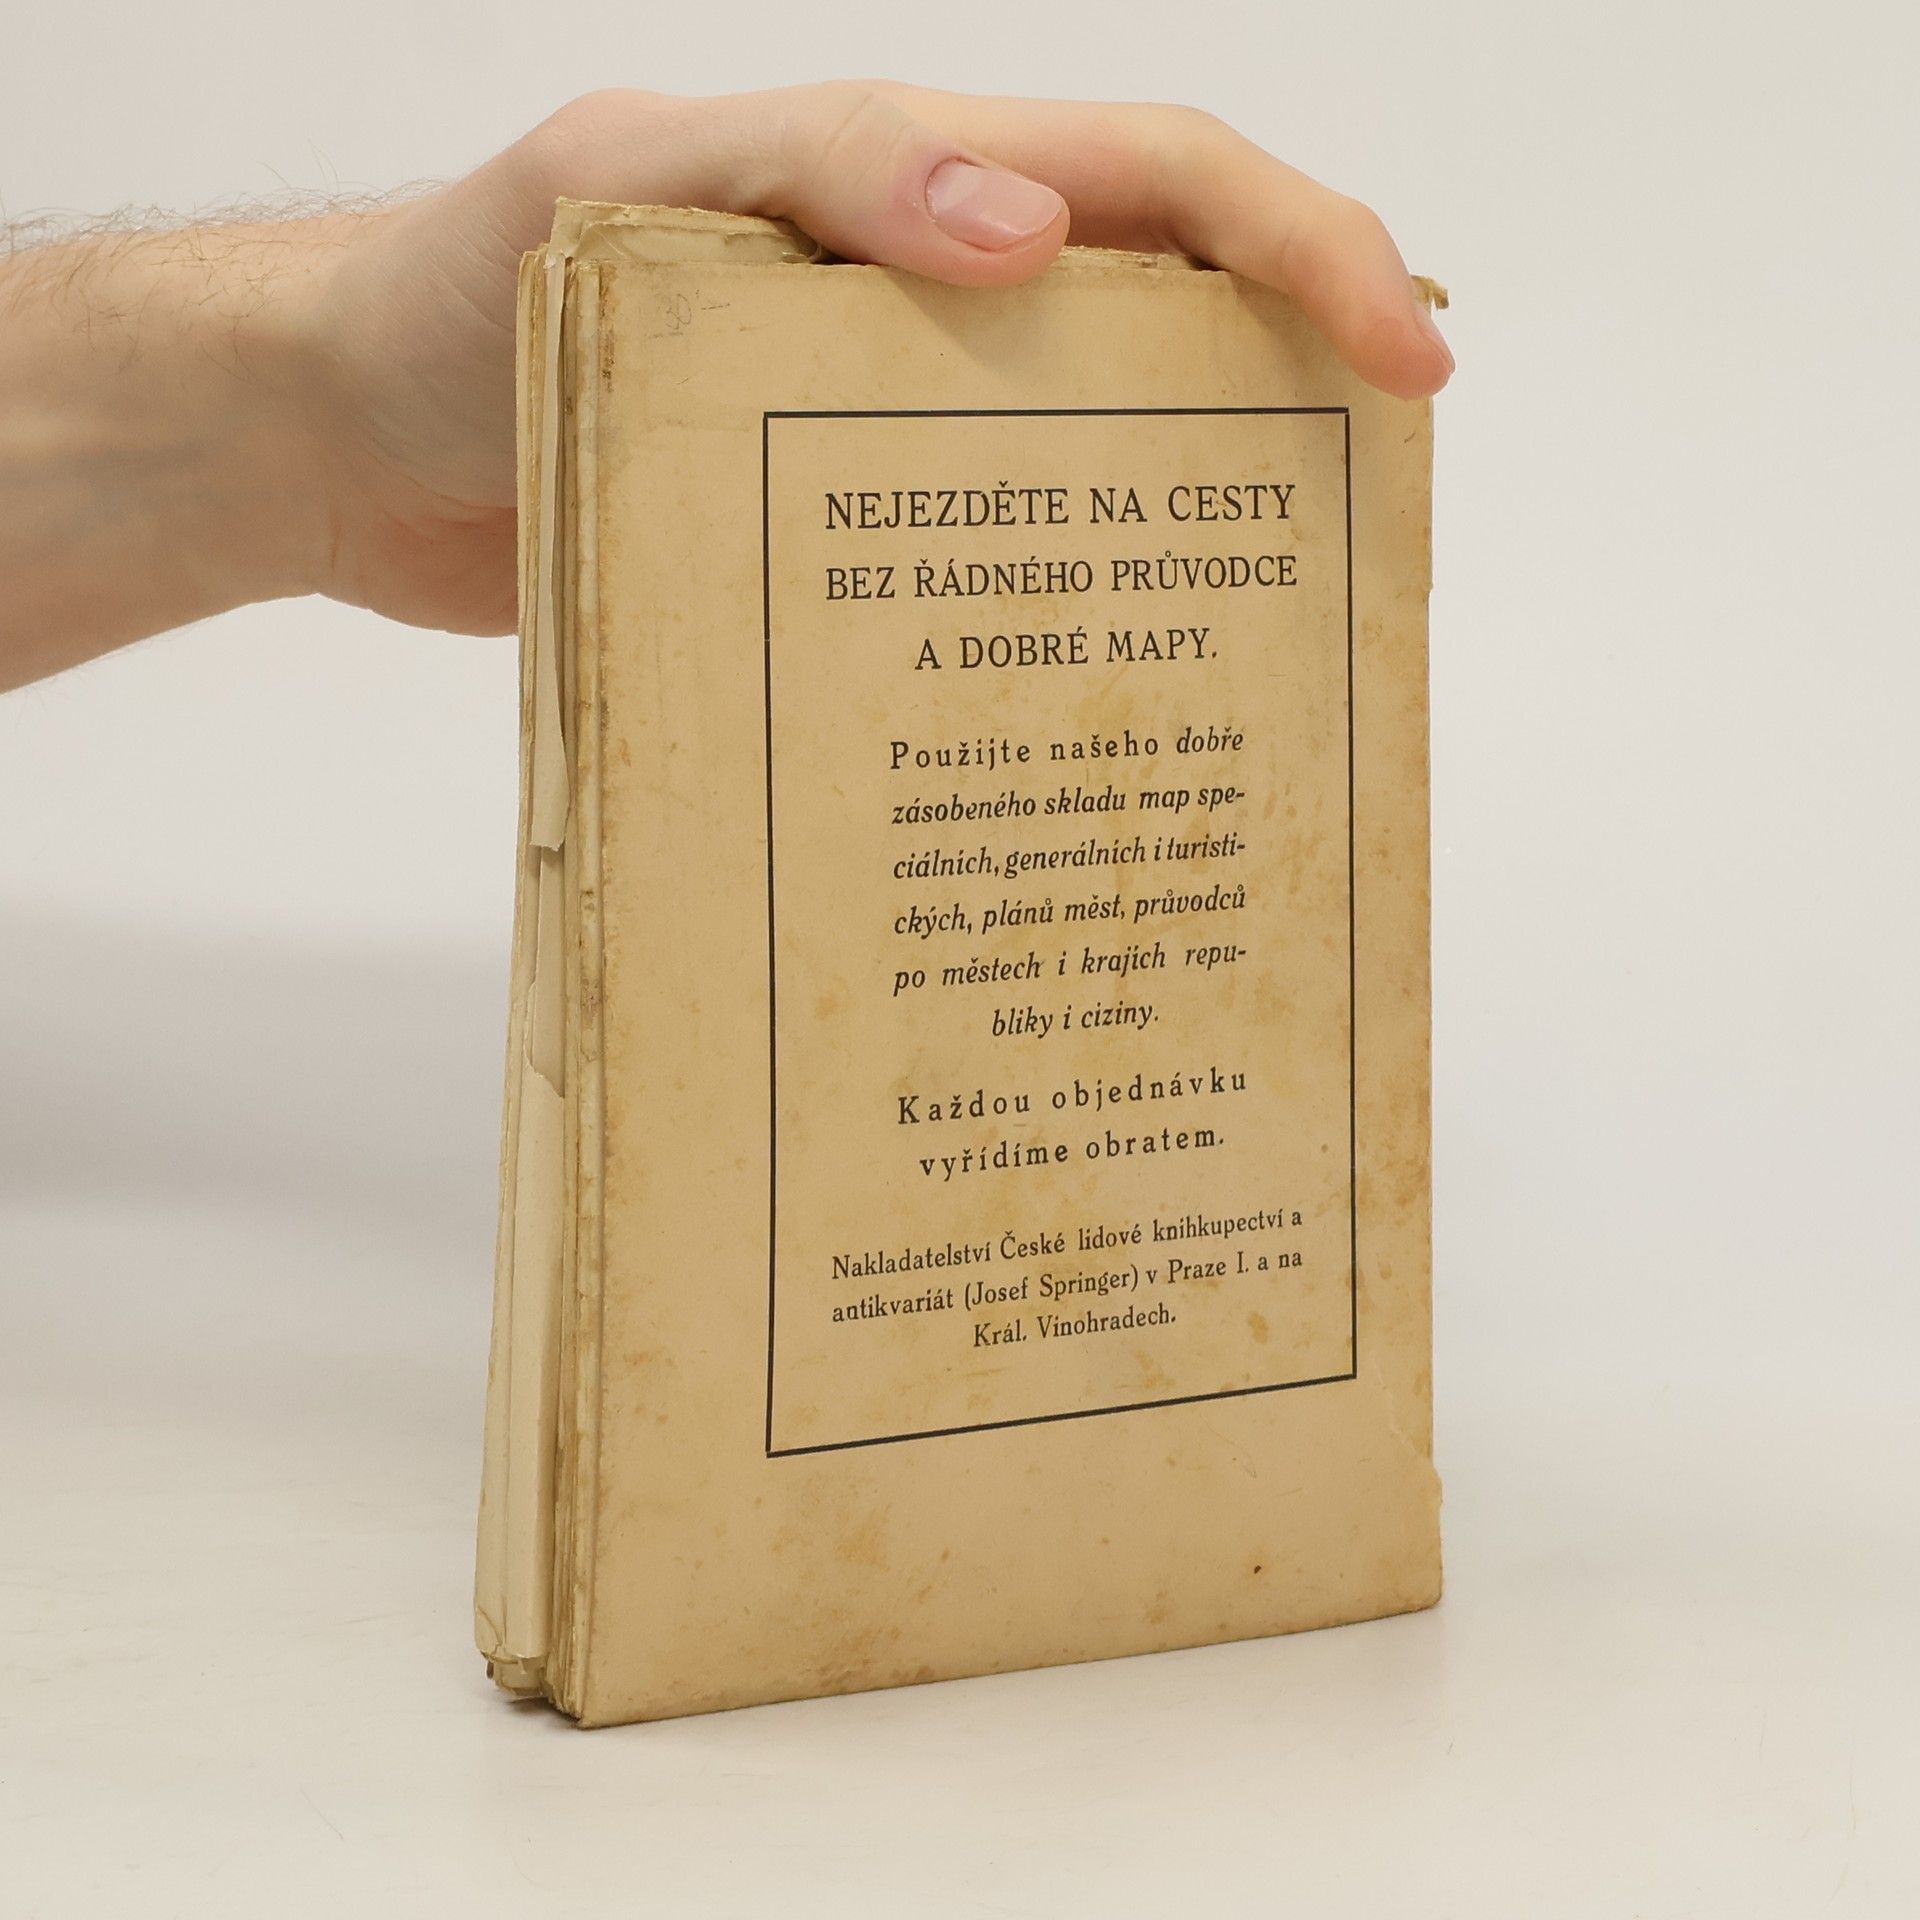 NEJEZDĚTE NA CESTY
BEZ ŘÁDNÉHO PRŮVODCE
A DOBRÉ MAPY.
Použijte našeho dobře
zásobeného skladu map spe-
ciálních, generálních i turisti-
ckých, plánů měst, průvodců
po městech i krajích repu-
bliky i ciziny.
Každou objednávku
vyřídíme obratem.
Nakladatelství České lidové knihkupectví a
antikvariát (Josef Springer) v Praze I. a na
Král. Vinohradech.